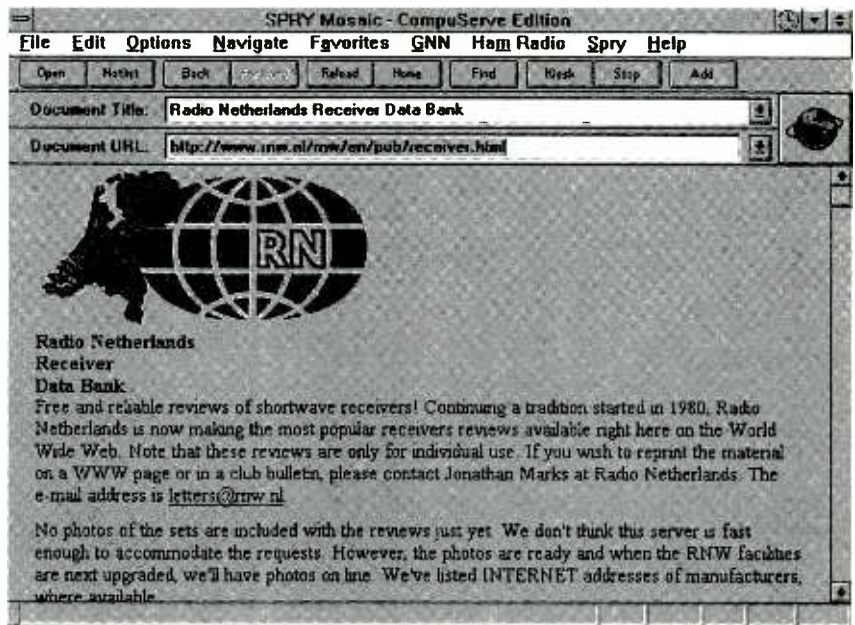 SPRY Mosaic - CompuServe Edition
File Edit Options Navigate Favorites GNN Ham Radio Spry Help
Open Hotlist Back Reload Home Find Kiosk Stop Add
Document Title: Radio Netherlands Receiver Data Bank
Document URL:
RN
Radio Netherlands
Receiver
Data Bank
Free and reliable reviews of shortwave receivers! Continuing a tradition started in 1980, Radio
Netherlands is now making the most popular receivers reviews available right here on the World
Wide Web. Note that these reviews are only for individual use. If you wish to reprint the material
on a WWW page or in a club bulletin, please contact Jonathan Marks at Radio Netherlands. The
e-mail address is
No photos of the sets are included with the reviews just yet. We don't think this server is fast
enough to accommodate the requests. However, the photos are ready and when the RNW facilities
are next upgraded, we'll have photos on line. We've listed INTERNET addresses of manufacturers,
where available.